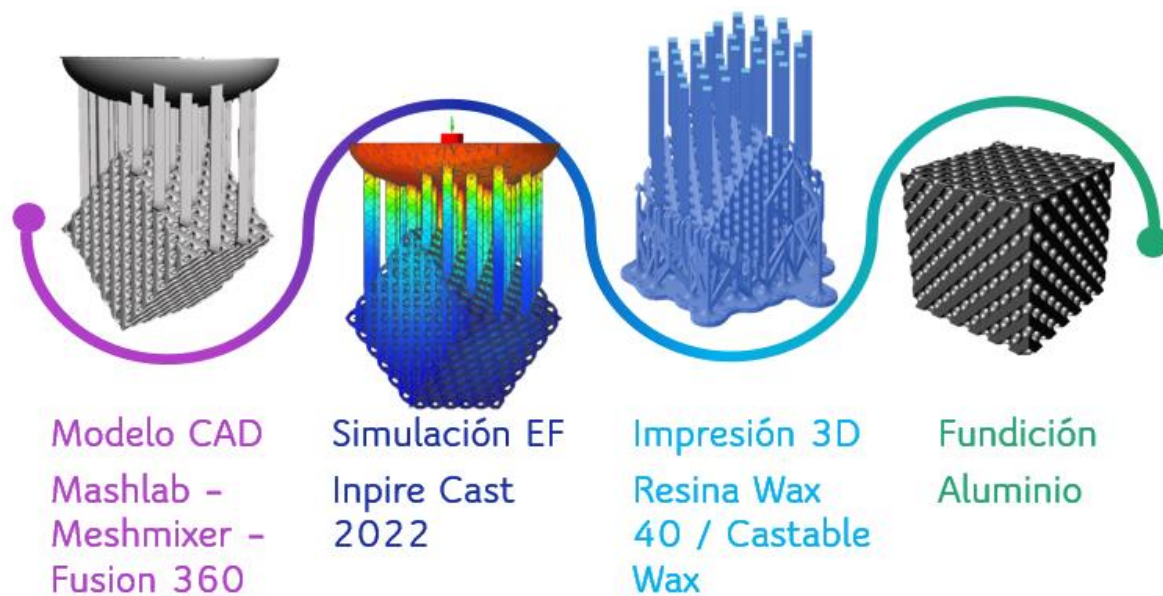 Modelo CAD
Mashlab -
Meshmixer -
Fusion 360
Simulación EF
Inpire Cast
2022
Impresión 3D
Resina Wax
40 / Castable
Wax
Fundición
Aluminio